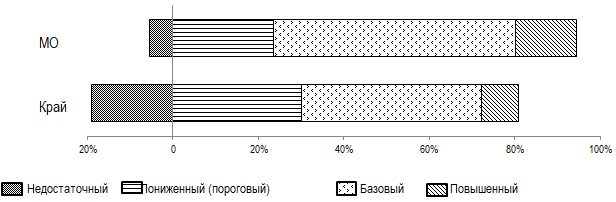 МО
Край
20% 0 20% 40% 60% 80% 100%
Недостаточный Пониженный (пороговый) Базовый Повышенный